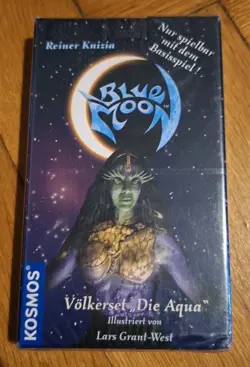 Reiner Knizia
Nur spielbar
mit dem
Basisspiel!
BLUE
MOON
KOSMOS
Völkerset „Die Aqua“
Illustriert von
Lars Grant-West